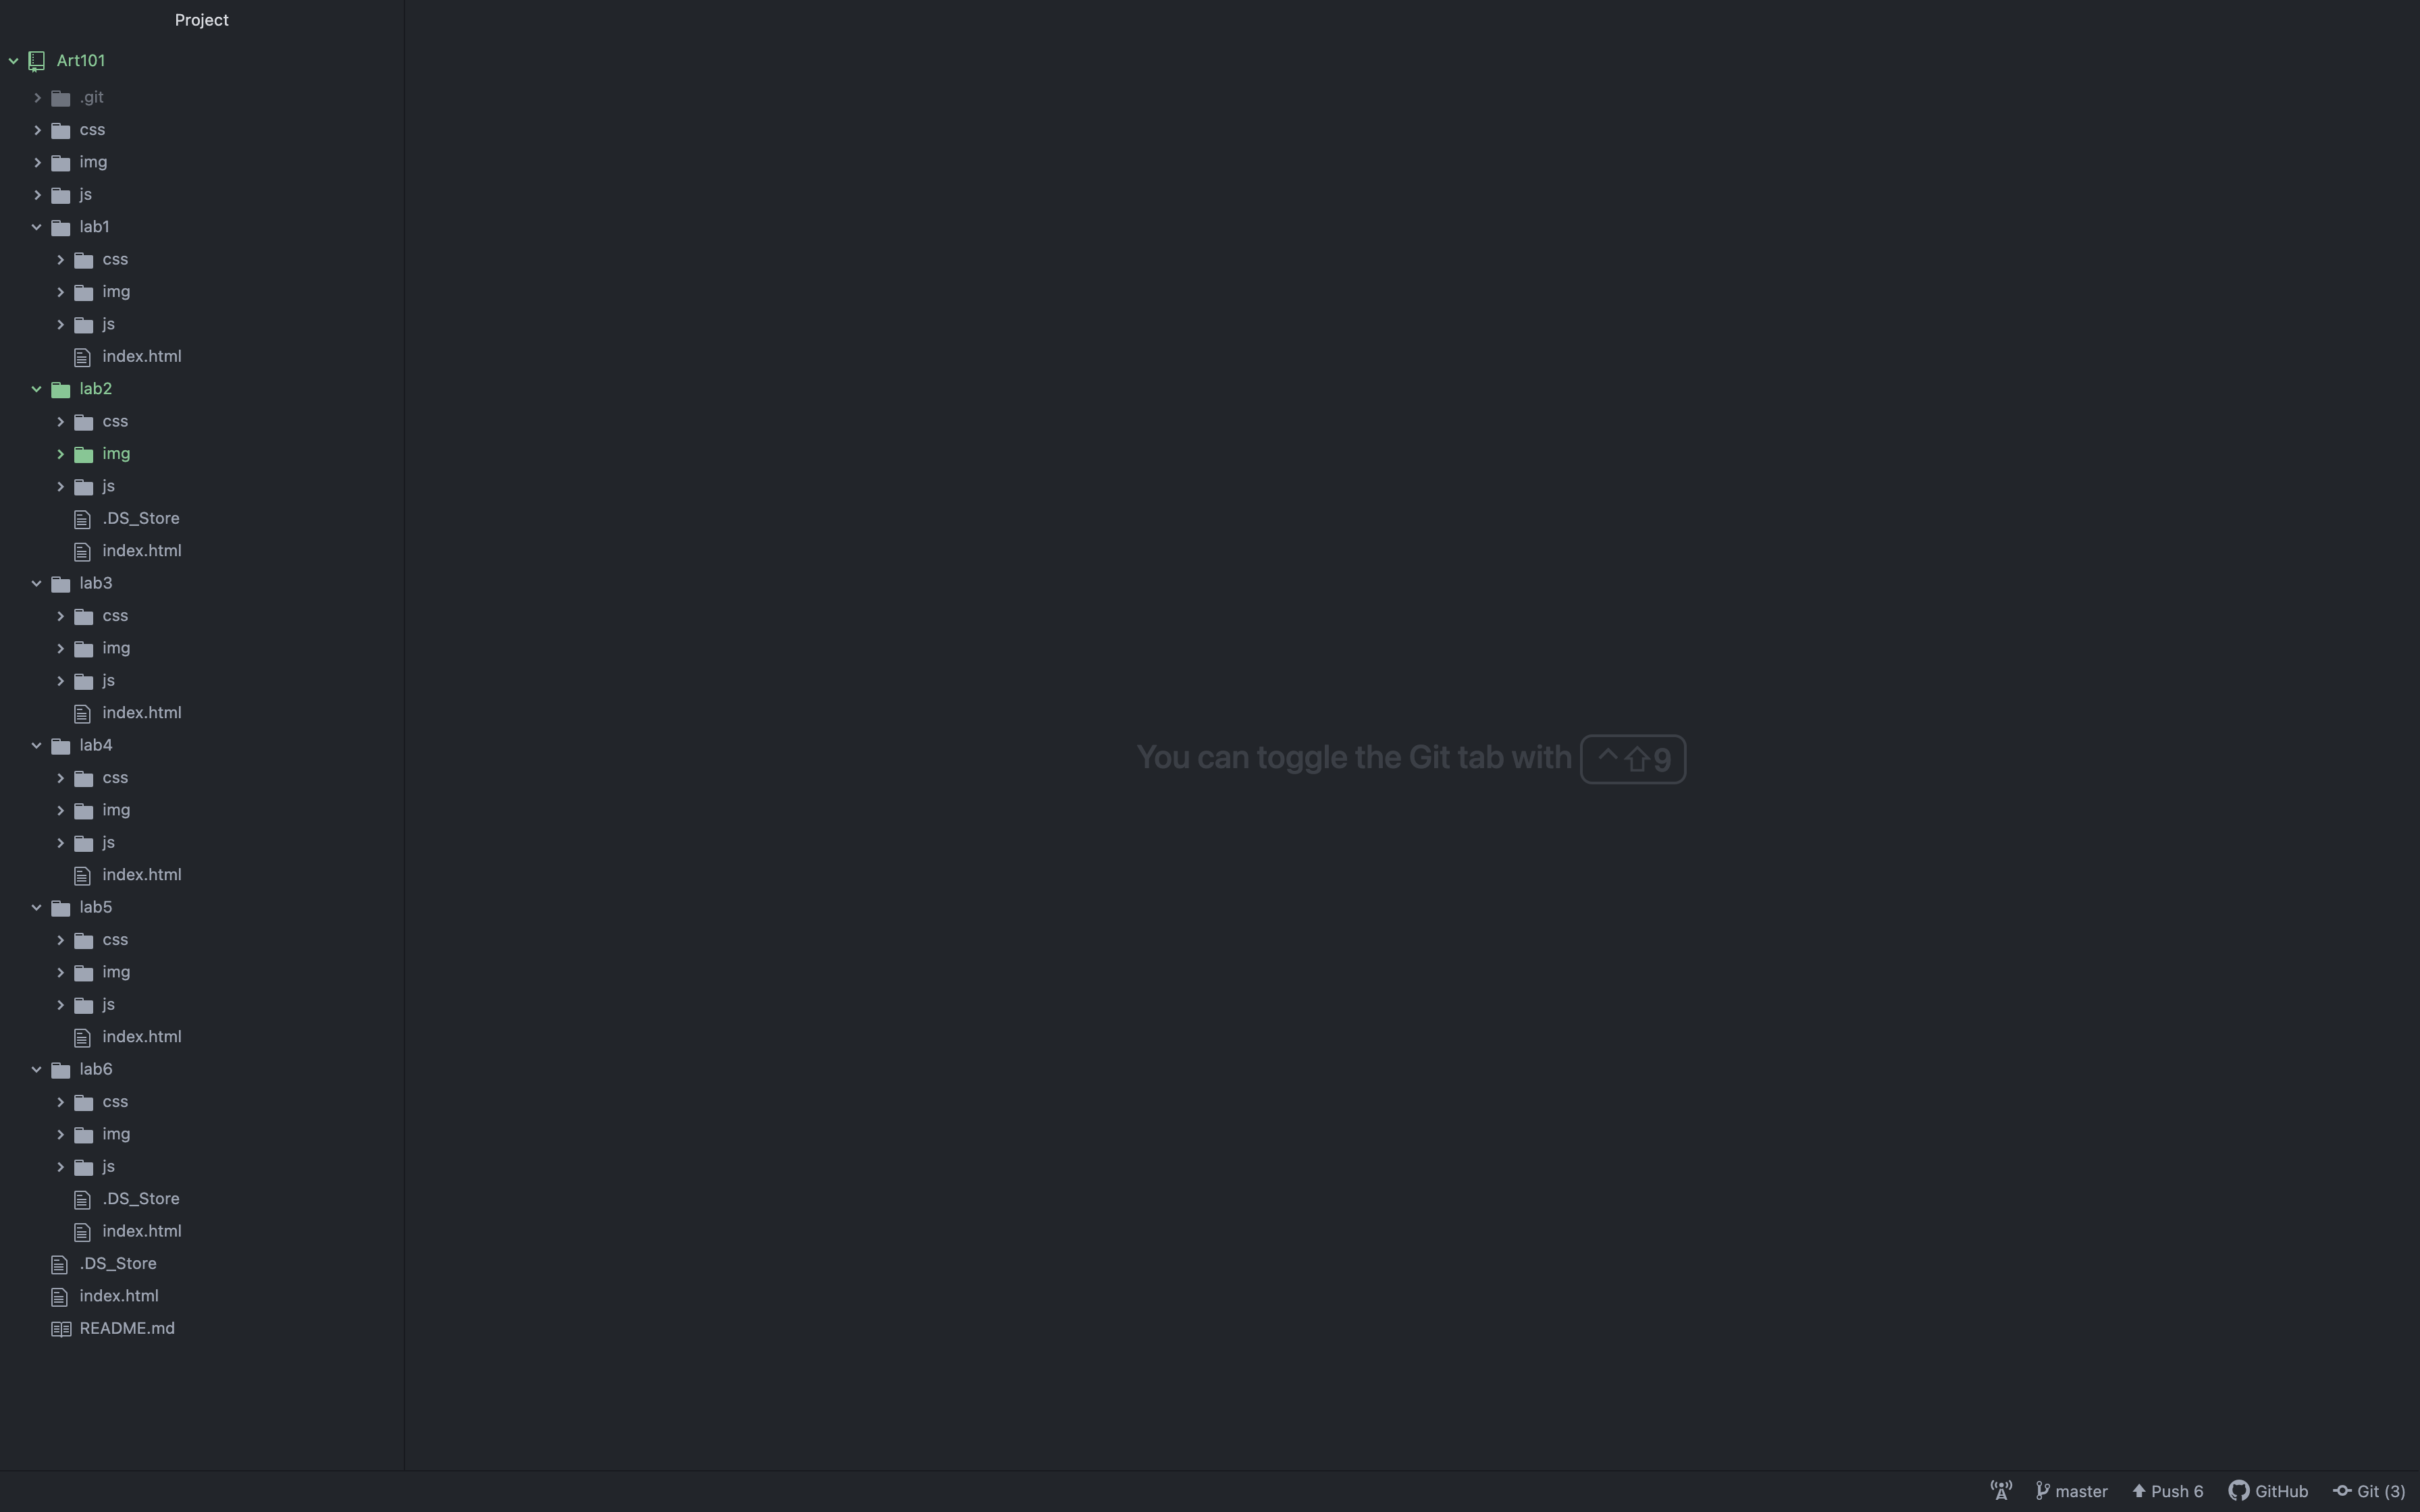 Project
Art101
.git
css
img
js
lab1
css
img
js
index.html
lab2
css
img
js
.DS_Store
index.html
lab3
css
img
js
index.html
lab4
css
img
js
index.html
lab5
css
img
js
index.html
lab6
css
img
js
.DS_Store
index.html
.DS_Store
index.html
README.md
You can toggle the Git tab with ⌃⇧9
master Push 6 GitHub Git (3)